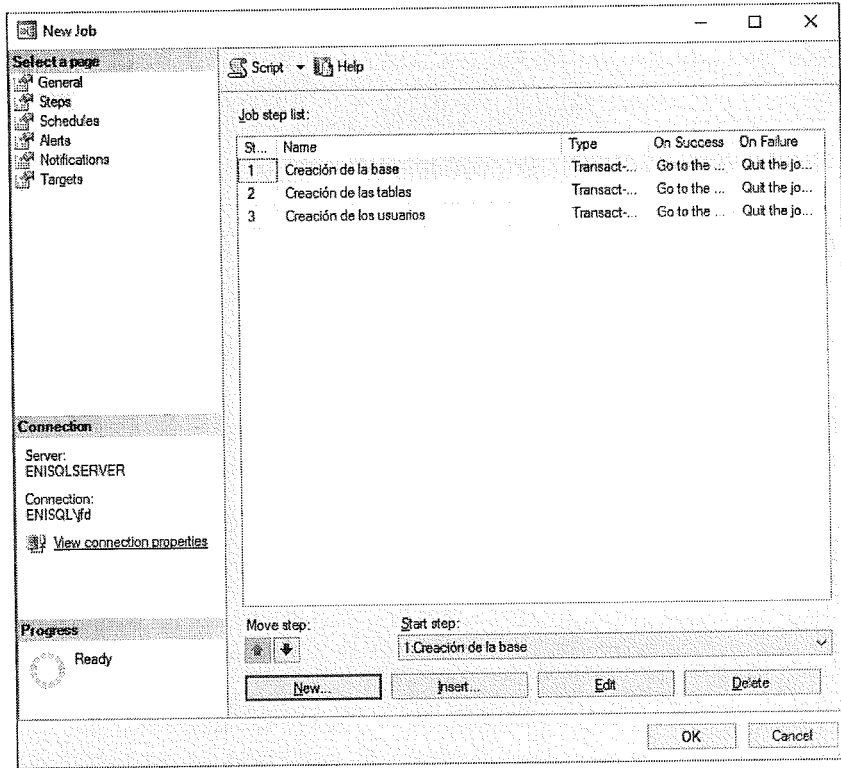 New Job
Select a page
General
Steps
Schedules
Alerts
Notifications
Targets
Script Help
Job step list:
St... Name Type On Success On Failure
1 Creación de la base Transact-... Go to the ... Quit the jo...
2 Creación de las tablas Transact-... Go to the ... Quit the jo...
3 Creación de los usuarios Transact-... Go to the ... Quit the jo...
Connection
Server:
ENISQLSERVER
Connection:
ENISQL\jfd
View connection properties
Progress
Ready
Move step: Start step:
1:Creación de la base
New... Insert... Edit Delete
OK Cancel